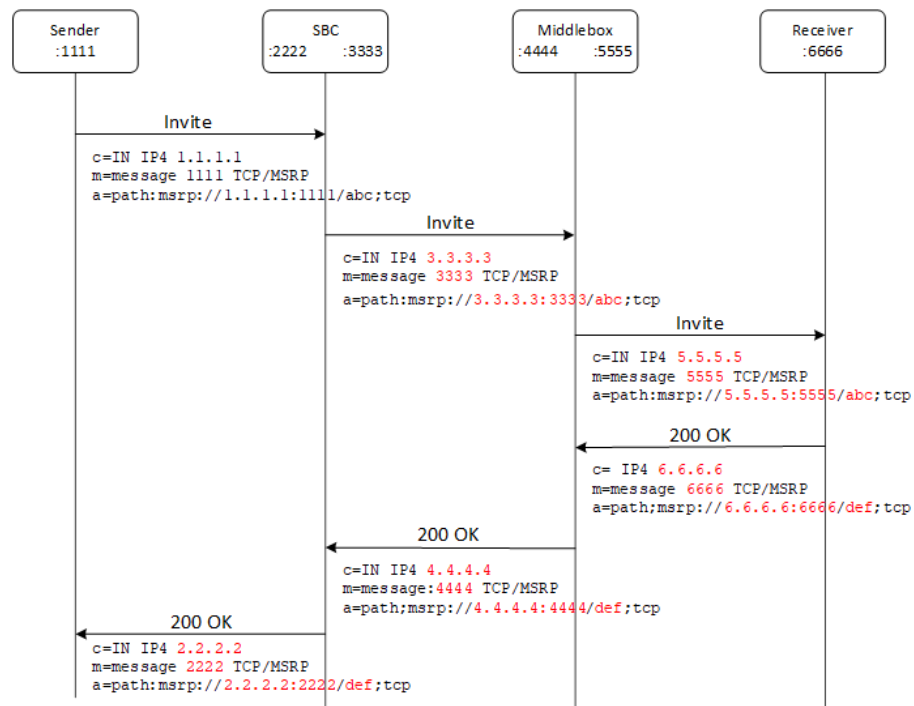 Sender
:1111
SBC
:2222 :3333
Middlebox
:4444 :5555
Receiver
:6666
Invite
c=IN IP4 1.1.1.1
m=message 1111 TCP/MSRP
a=path:msrp://1.1.1.1:1111/abc;tcp
Invite
c=IN IP4 3.3.3.3
m=message 3333 TCP/MSRP
a=path:msrp://3.3.3.3:3333/abc;tcp
Invite
c=IN IP4 5.5.5.5
m=message 5555 TCP/MSRP
a=path:msrp://5.5.5.5:5555/abc;tcp
200 OK
c= IP4 6.6.6.6
m=message 6666 TCP/MSRP
a=path;msrp://6.6.6.6:6666/def;tcp
200 OK
c=IN IP4 4.4.4.4
m=message:4444 TCP/MSRP
a=path;msrp://4.4.4.4:4444/def;tcp
200 OK
c=IN IP4 2.2.2.2
m=message 2222 TCP/MSRP
a=path:msrp://2.2.2.2:2222/def;tcp